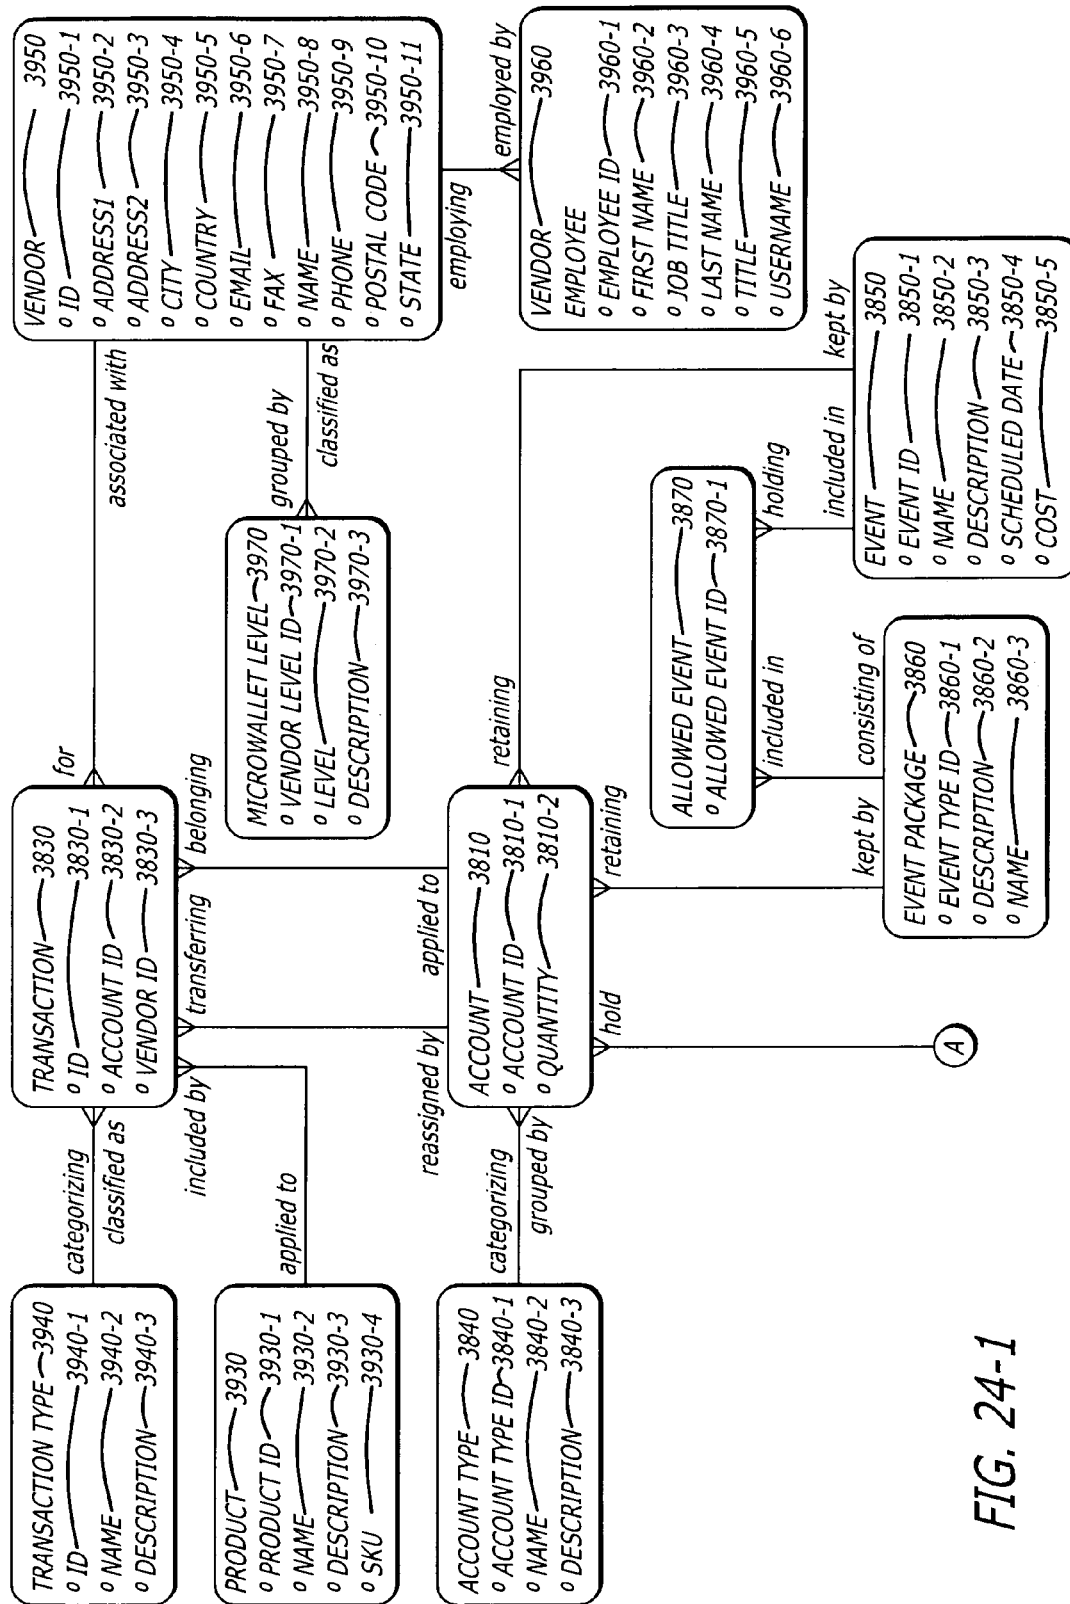 TRANSACTION TYPE 3940
o ID 3940-1
o NAME 3940-2
o DESCRIPTION 3940-3
categorizing
classified as
TRANSACTION 3830
o ID 3830-1
o ACCOUNT ID 3830-2
o VENDOR ID 3830-3
for
associated with
VENDOR 3950
o ID 3950-1
o ADDRESS1 3950-2
o ADDRESS2 3950-3
o CITY 3950-4
o COUNTRY 3950-5
o EMAIL 3950-6
o FAX 3950-7
o NAME 3950-8
o PHONE 3950-9
o POSTAL CODE 3950-10
o STATE 3950-11
included by
transferring
belonging
PRODUCT 3930
o PRODUCT ID 3930-1
o NAME 3930-2
o DESCRIPTION 3930-3
o SKU 3930-4
applied to
MICROWALLET LEVEL 3970
o VENDOR LEVEL ID 3970-1
o LEVEL 3970-2
o DESCRIPTION 3970-3
grouped by
classified as
reassigned by
applied to
employing
employed by
ACCOUNT TYPE 3840
o ACCOUNT TYPE ID 3840-1
o NAME 3840-2
o DESCRIPTION 3840-3
categorizing
grouped by
ACCOUNT 3810
o ACCOUNT ID 3810-1
o QUANTITY 3810-2
retaining
VENDOR 3960
EMPLOYEE
o EMPLOYEE ID 3960-1
o FIRST NAME 3960-2
o JOB TITLE 3960-3
o LAST NAME 3960-4
o TITLE 3960-5
o USERNAME 3960-6
hold
retaining
ALLOWED EVENT 3870
o ALLOWED EVENT ID 3870-1
included in
holding
kept by
consisting of
included in
kept by
EVENT PACKAGE 3860
o EVENT TYPE ID 3860-1
o DESCRIPTION 3860-2
o NAME 3860-3
EVENT 3850
o EVENT ID 3850-1
o NAME 3850-2
o DESCRIPTION 3850-3
o SCHEDULED DATE 3850-4
o COST 3850-5
A
FIG. 24-1